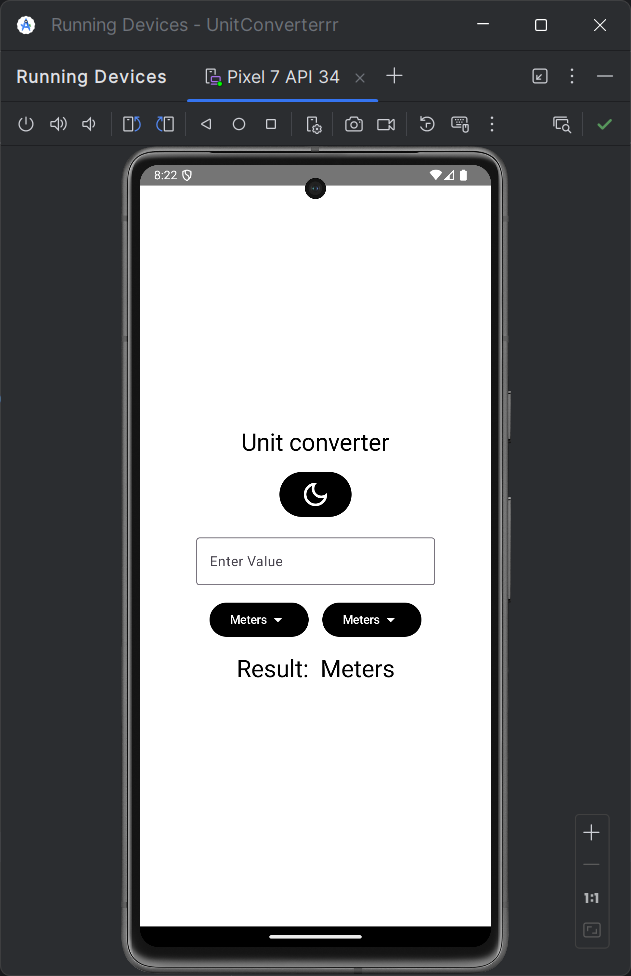 Running Devices - UnitConverterrr
Running Devices
Pixel 7 API 34
8:22
Unit converter
Enter Value
Meters
Meters
Result: Meters
1:1